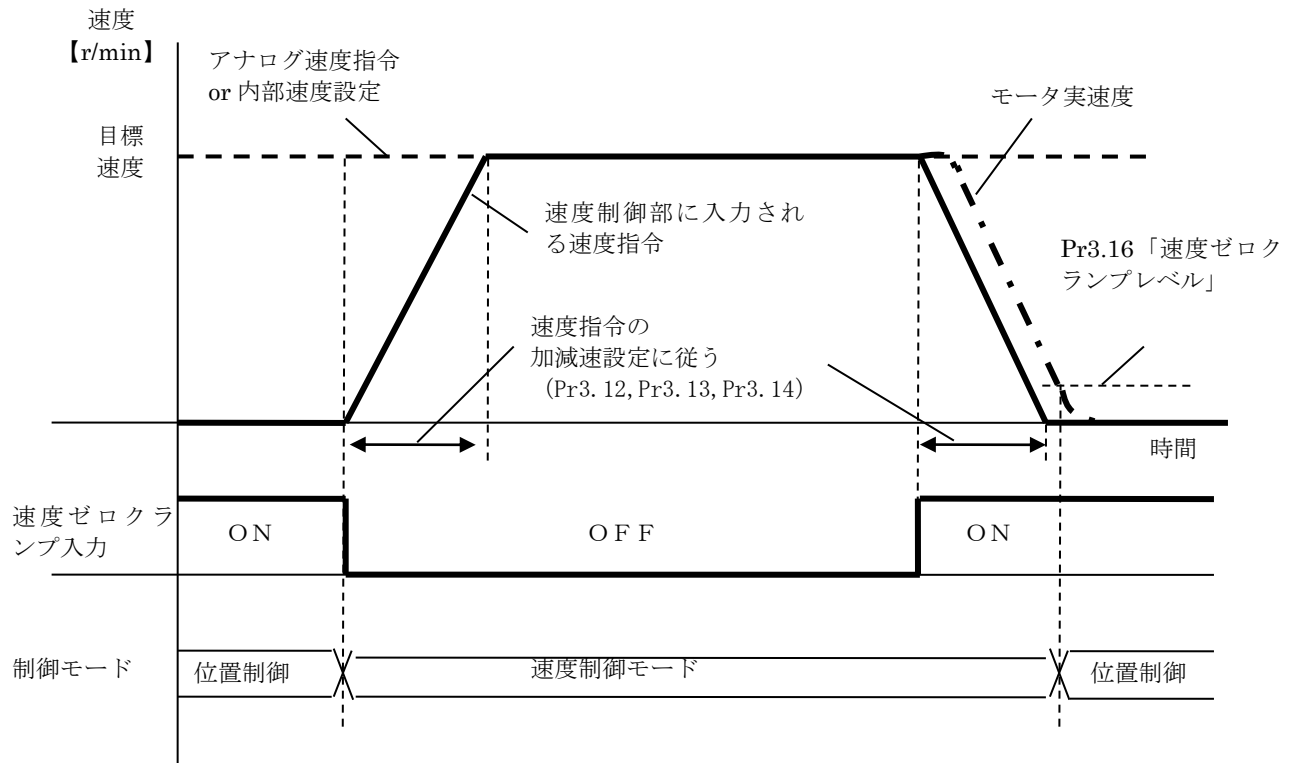 速度
【r/min】
アナログ速度指令
or 内部速度設定
モータ実速度
目標
速度
速度制御部に入力され
る速度指令
Pr3.16「速度ゼロク
ランプレベル」
速度指令の
加減速設定に従う
(Pr3.12,Pr3.13,Pr3.14)
時間
速度ゼロクラ
ンプ入力
ON
OFF
ON
制御モード
位置制御
速度制御モード
位置制御